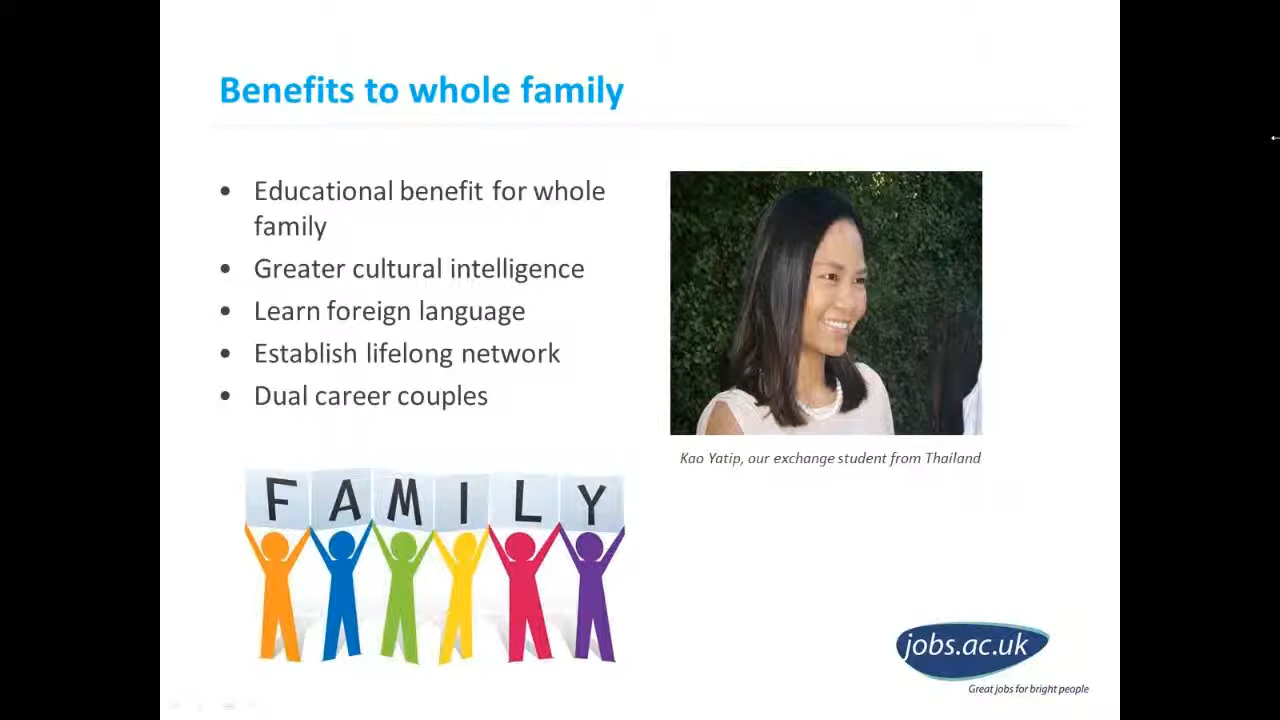 Benefits to whole family
• Educational benefit for whole
family
• Greater cultural intelligence
• Learn foreign language
• Establish lifelong network
• Dual career couples
Kao Yatip, our exchange student from Thailand
FAMILY
jobs.ac.uk
Great jobs for bright people